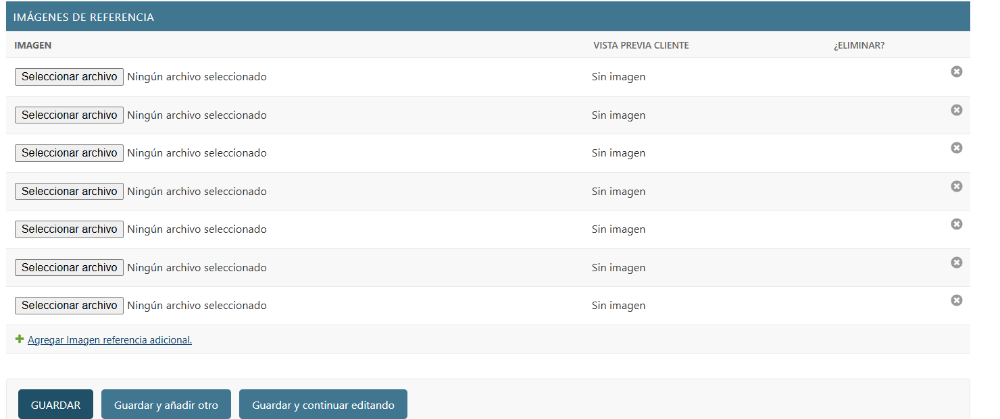 IMÁGENES DE REFERENCIA
IMAGEN VISTA PREVIA CLIENTE ¿ELIMINAR?
Seleccionar archivo Ningún archivo seleccionado Sin imagen
Seleccionar archivo Ningún archivo seleccionado Sin imagen
Seleccionar archivo Ningún archivo seleccionado Sin imagen
Seleccionar archivo Ningún archivo seleccionado Sin imagen
Seleccionar archivo Ningún archivo seleccionado Sin imagen
Seleccionar archivo Ningún archivo seleccionado Sin imagen
Seleccionar archivo Ningún archivo seleccionado Sin imagen
Agregar Imagen referencia adicional.
GUARDAR Guardar y añadir otro Guardar y continuar editando